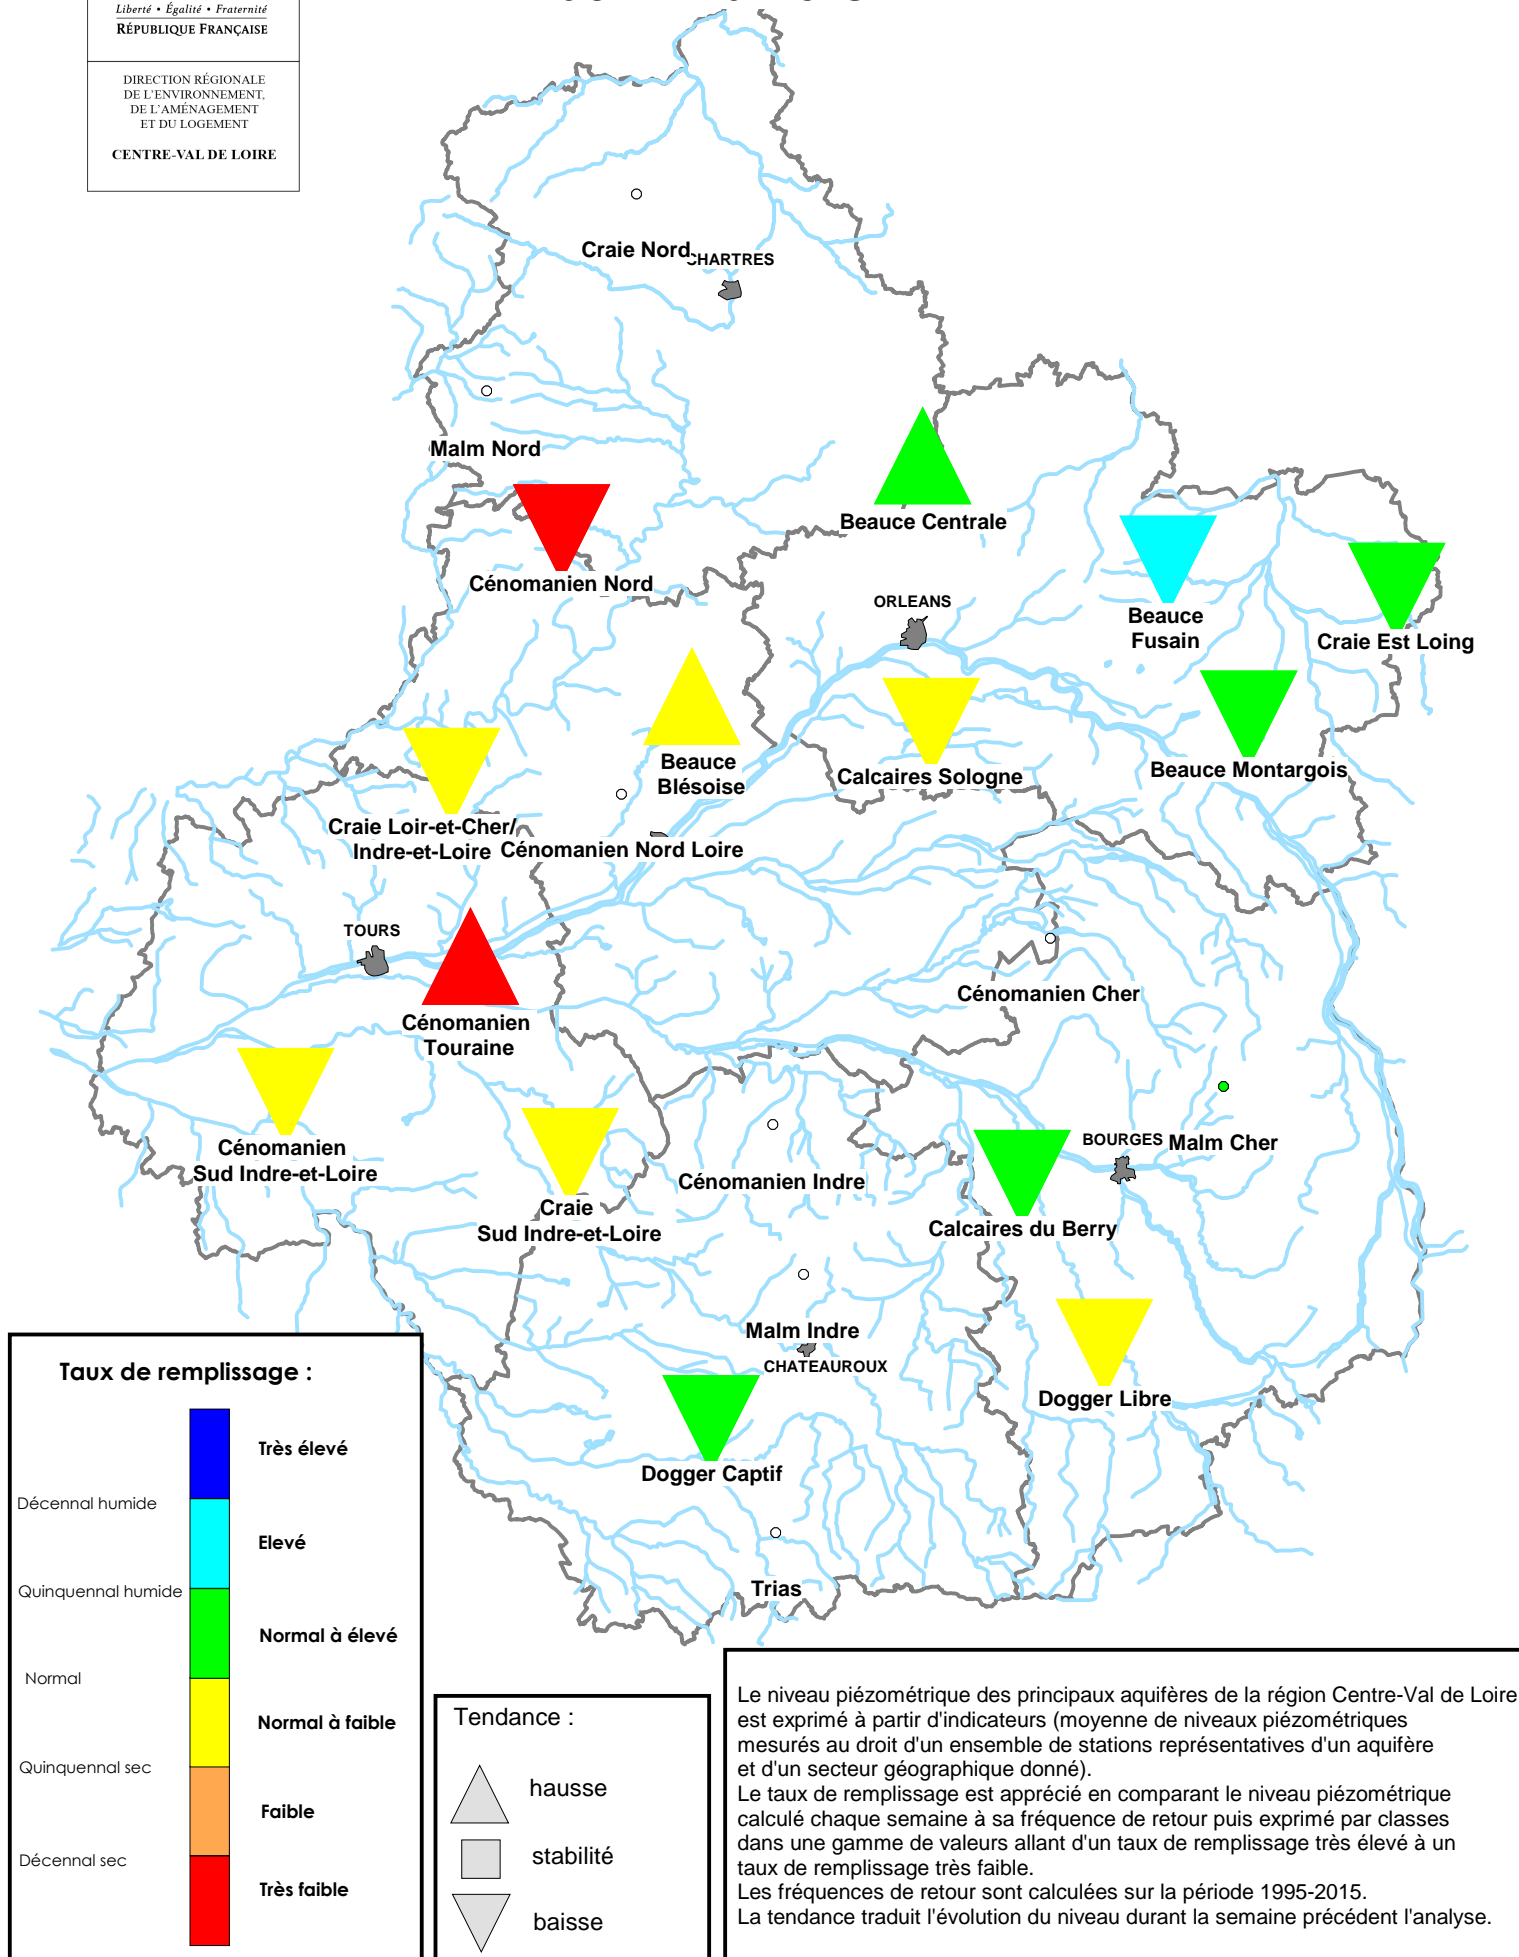 Liberté • Égalité • Fraternité
RÉPUBLIQUE FRANÇAISE
DIRECTION RÉGIONALE
DE L'ENVIRONNEMENT,
DE L'AMÉNAGEMENT
ET DU LOGEMENT
CENTRE-VAL DE LOIRE
Craie Nord
CHARTRES
Malm Nord
Beauce Centrale
Cénomanien Nord
ORLEANS
Beauce
Fusain
Craie Est Loing
Beauce
Blésoise
Calcaires Sologne
Beauce Montargois
Craie Loir-et-Cher/
Indre-et-Loire
Cénomanien Nord Loire
TOURS
Cénomanien Cher
Cénomanien
Touraine
Cénomanien
Sud Indre-et-Loire
BOURGES
Malm Cher
Cénomanien Indre
Craie
Sud Indre-et-Loire
Calcaires du Berry
Malm Indre
CHATEAUROUX
Dogger Libre
Dogger Captif
Trias
Taux de remplissage :
Très élevé
Décennal humide
Elevé
Quinquennal humide
Normal à élevé
Normal
Normal à faible
Quinquennal sec
Faible
Décennal sec
Très faible
Tendance :
hausse
stabilité
baisse
Le niveau piézométrique des principaux aquifères de la région Centre-Val de Loire
est exprimé à partir d'indicateurs (moyenne de niveaux piézométriques
mesurés au droit d'un ensemble de stations représentatives d'un aquifère
et d'un secteur géographique donné).
Le taux de remplissage est apprécié en comparant le niveau piézométrique
calculé chaque semaine à sa fréquence de retour puis exprimé par classes
dans une gamme de valeurs allant d'un taux de remplissage très élevé à un
taux de remplissage très faible.
Les fréquences de retour sont calculées sur la période 1995-2015.
La tendance traduit l'évolution du niveau durant la semaine précédent l'analyse.